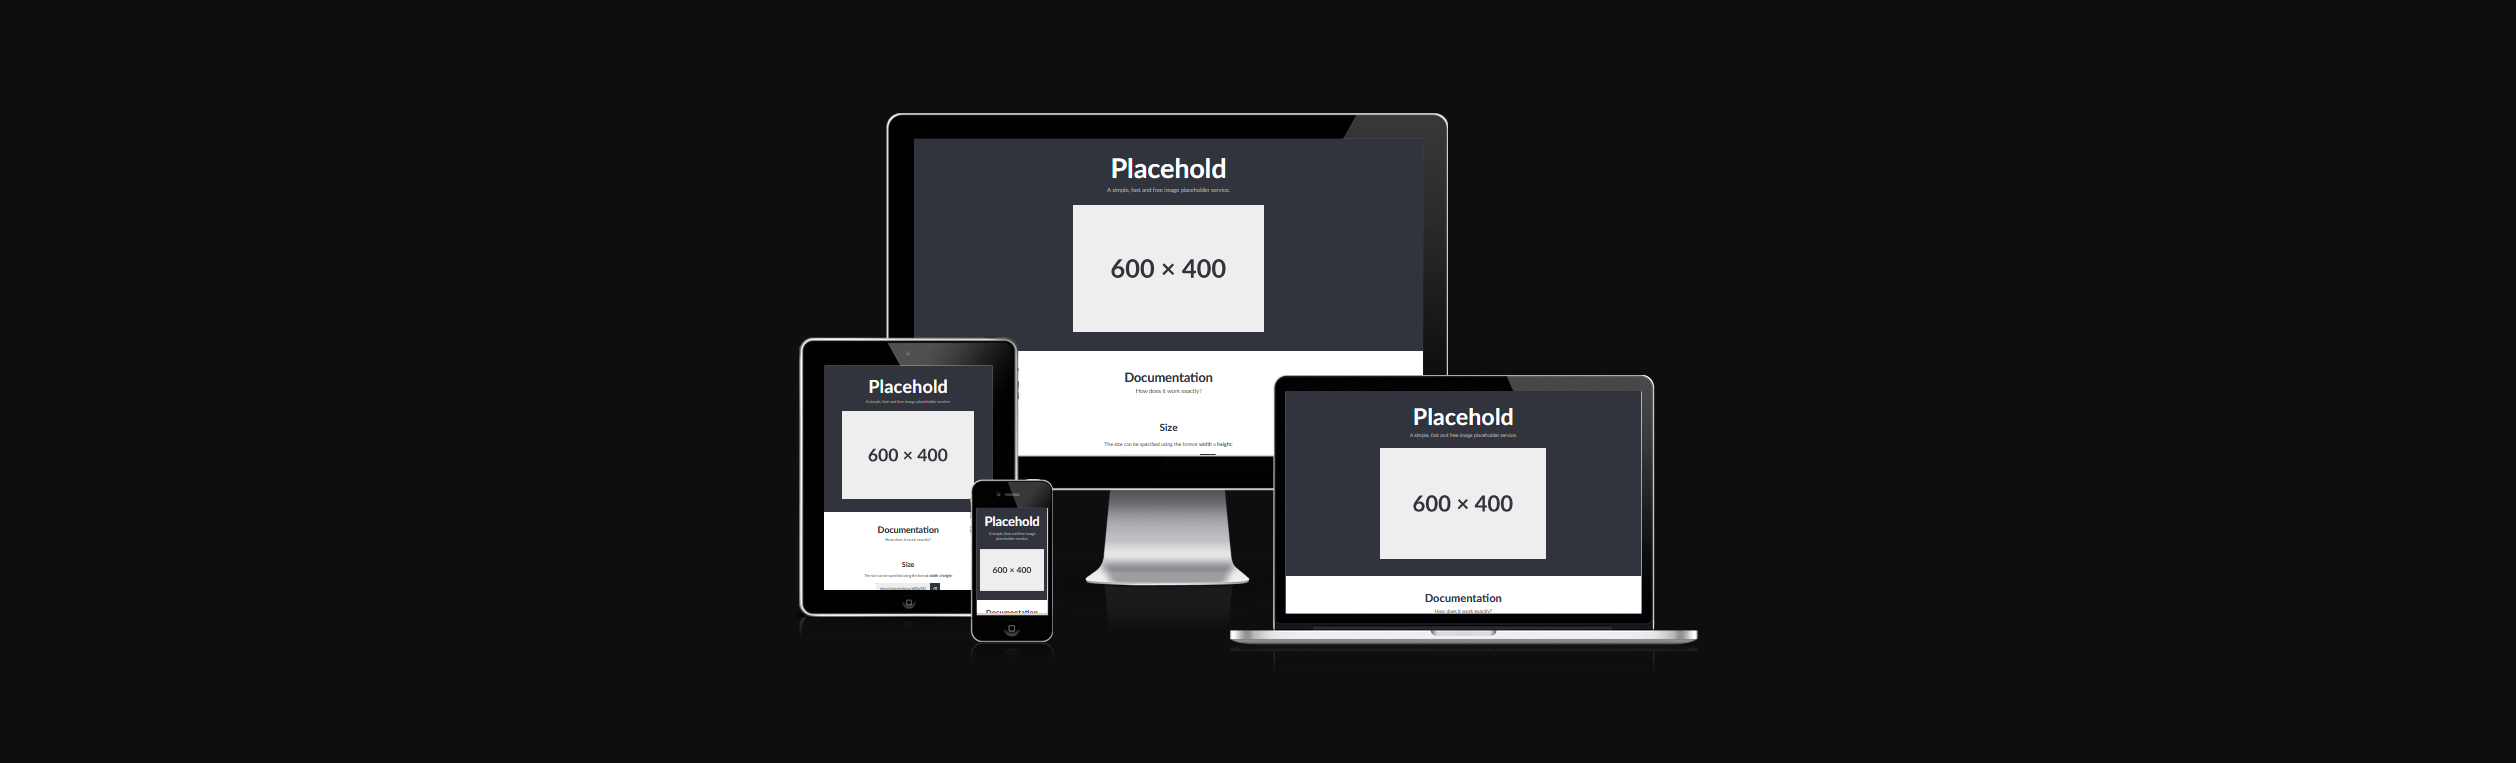 Placehold
A simple, fast and free image placeholder service.
600 × 400
Documentation
How does it work exactly?
Size
The size can be specified using the format width x height:
Placehold
A simple, fast and free image placeholder service.
600 × 400
Documentation
How does it work exactly?
Size
The size can be specified using the format width x height:
Placehold
A simple, fast and free image
placeholder service.
600 × 400
Documentation
Placehold
A simple, fast and free image placeholder service.
600 × 400
Documentation
How does it work exactly?